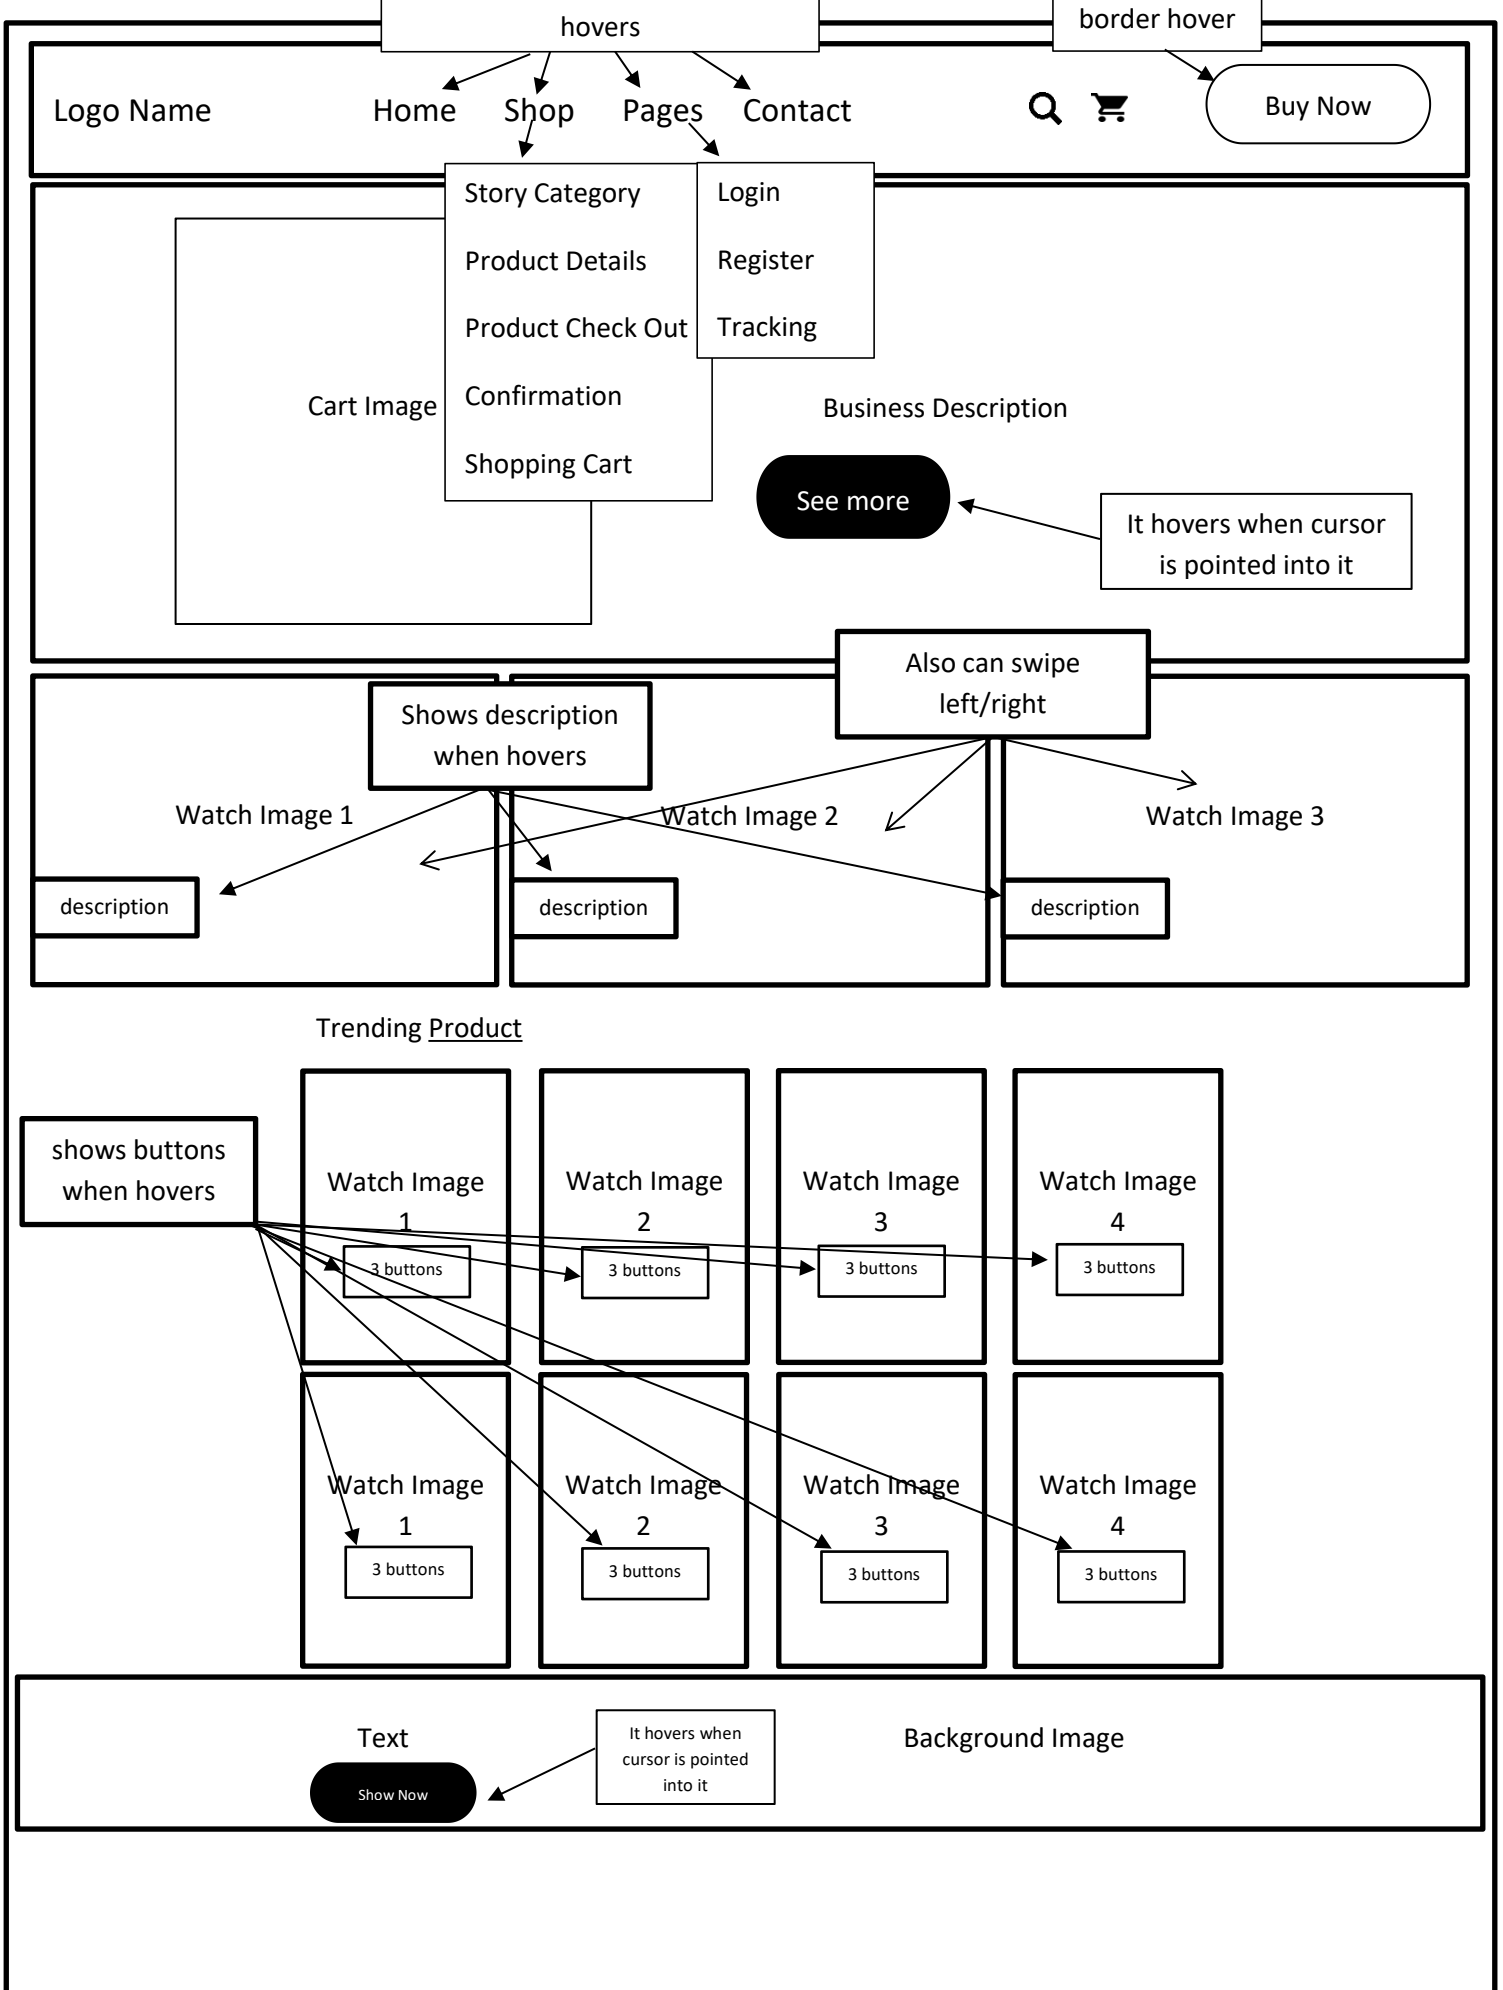 hovers
border hover
Logo Name
Home
Shop
Pages
Contact
Buy Now
Story Category
Product Details
Product Check Out
Confirmation
Shopping Cart
Login
Register
Tracking
Cart Image
Business Description
See more
It hovers when cursor
is pointed into it
Also can swipe
left/right
Shows description
when hovers
Watch Image 1
Watch Image 2
Watch Image 3
description
description
description
Trending Product
shows buttons
when hovers
Watch Image
1
3 buttons
Watch Image
2
3 buttons
Watch Image
3
3 buttons
Watch Image
4
3 buttons
Watch Image
1
3 buttons
Watch Image
2
3 buttons
Watch Image
3
3 buttons
Watch Image
4
3 buttons
Text
Show Now
It hovers when
cursor is pointed
into it
Background Image